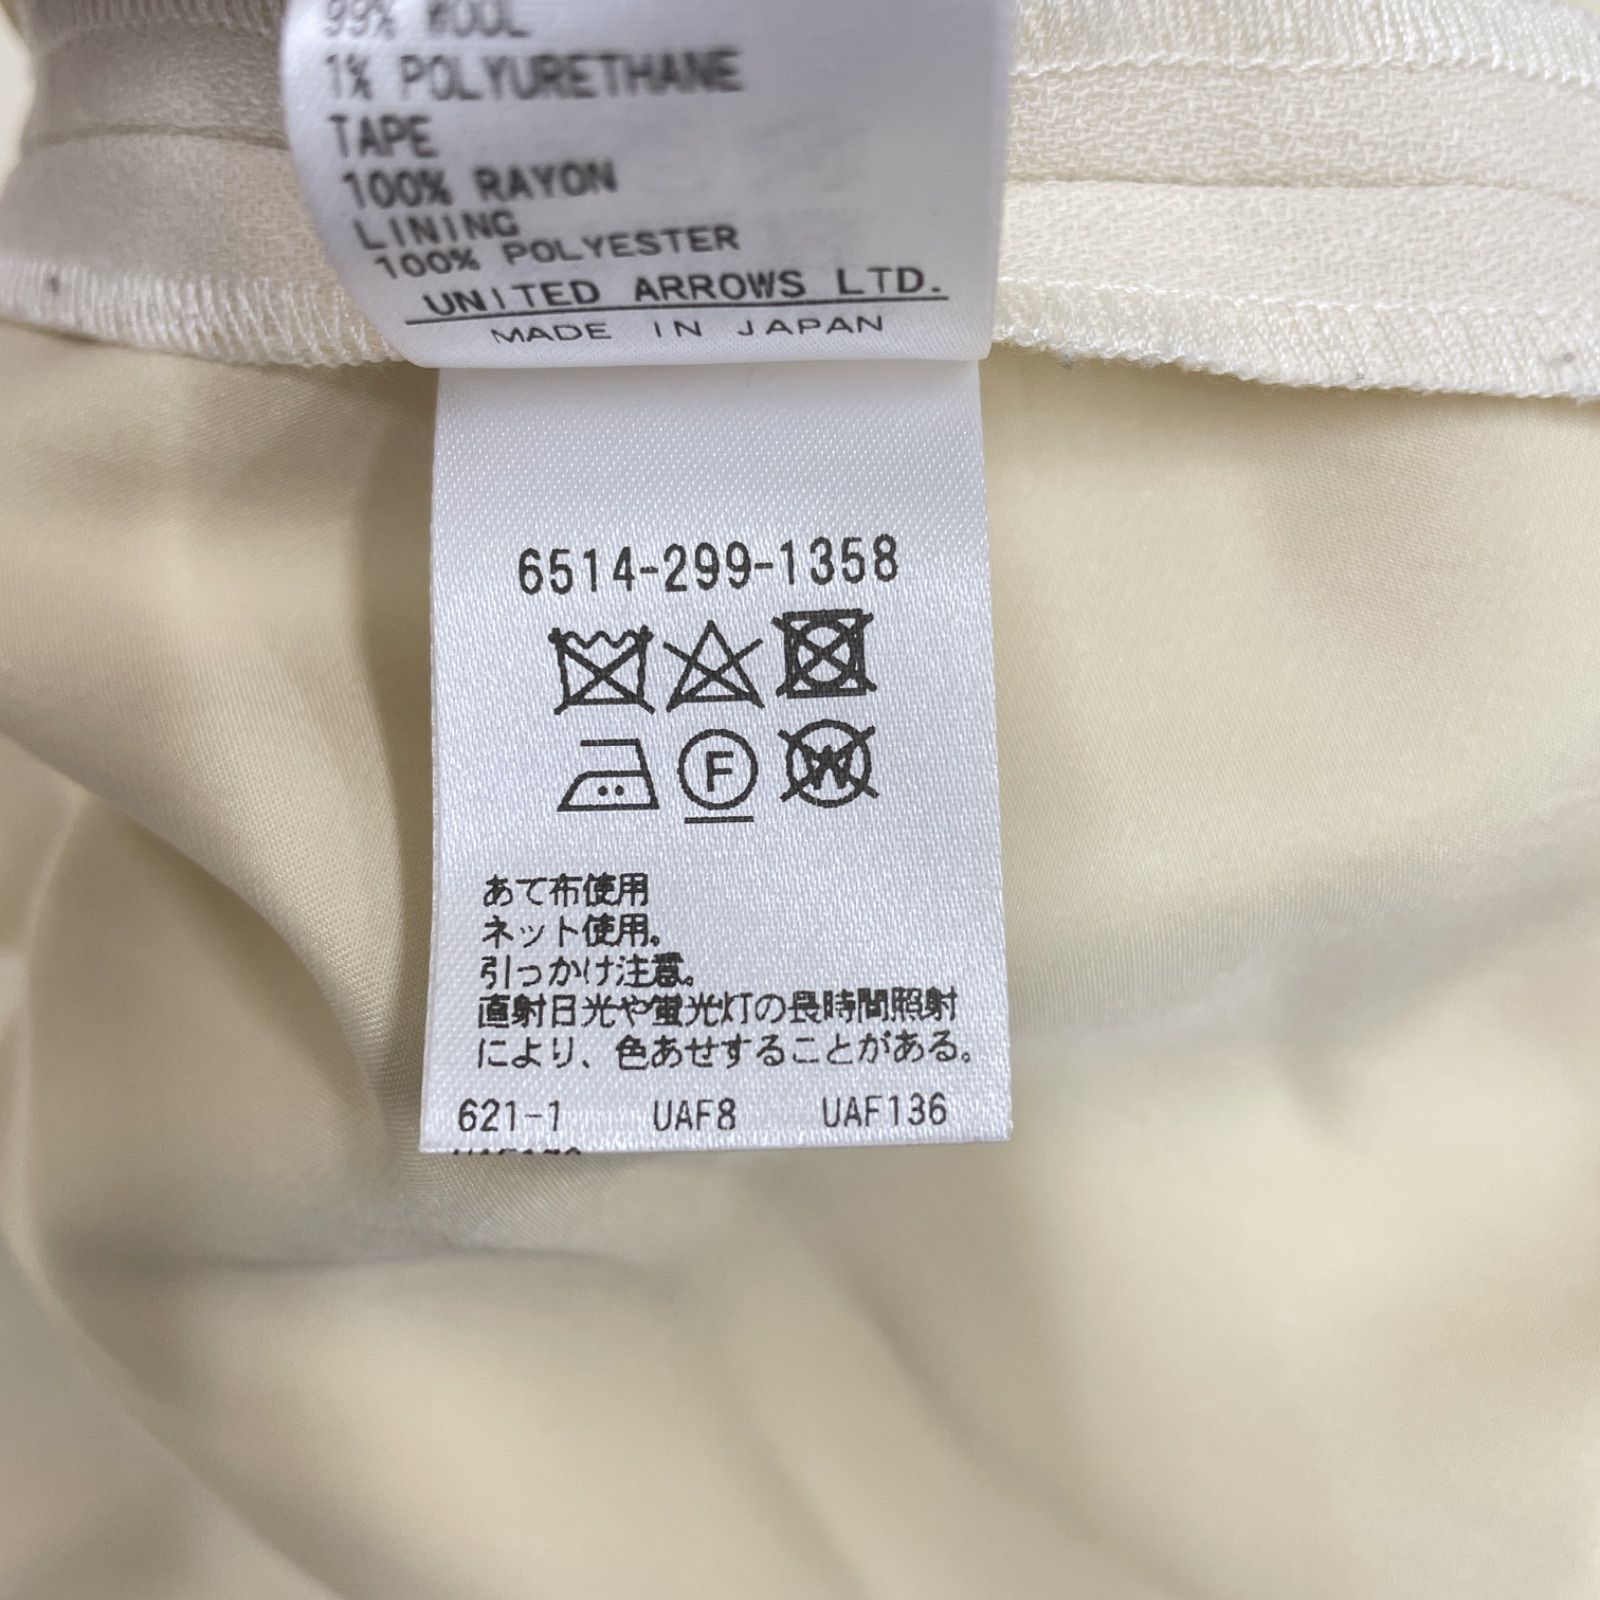 99% WOOL
1% POLYURETHANE
TAPE
100% RAYON
LINING
100% POLYESTER
UNITED ARROWS LTD.
MADE IN JAPAN
6514-299-1358
F W
あて布使用
ネット使用。
引っかけ注意。
直射日光や蛍光灯の長時間照射
により、色あせすることがある。
621-1 UAF8 UAF136